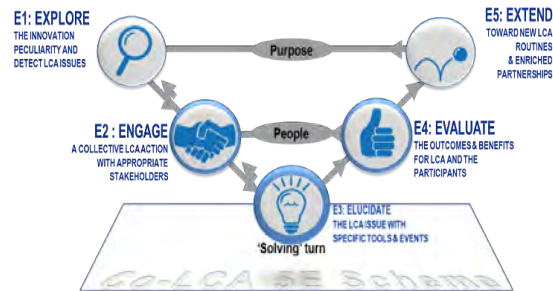 E1: EXPLORE
THE INNOVATION
PECULIARITY AND
DETECT LCA ISSUES
E5: EXTEND
TOWARD NEW LCA
ROUTINES
& ENRICHED
PARTNERSHIPS
Purpose
E2 : ENGAGE
A COLLECTIVE LCA ACTION
WITH APPROPRIATE
STAKEHOLDERS
People
E4: EVALUATE
THE OUTCOMES & BENEFITS
FOR LCA AND THE
PARTICIPANTS
E3: ELUCIDATE
THE LCA ISSUE WITH
SPECIFIC TOOLS & EVENTS
'Solving' turn
Co-LCA 5E Scheme